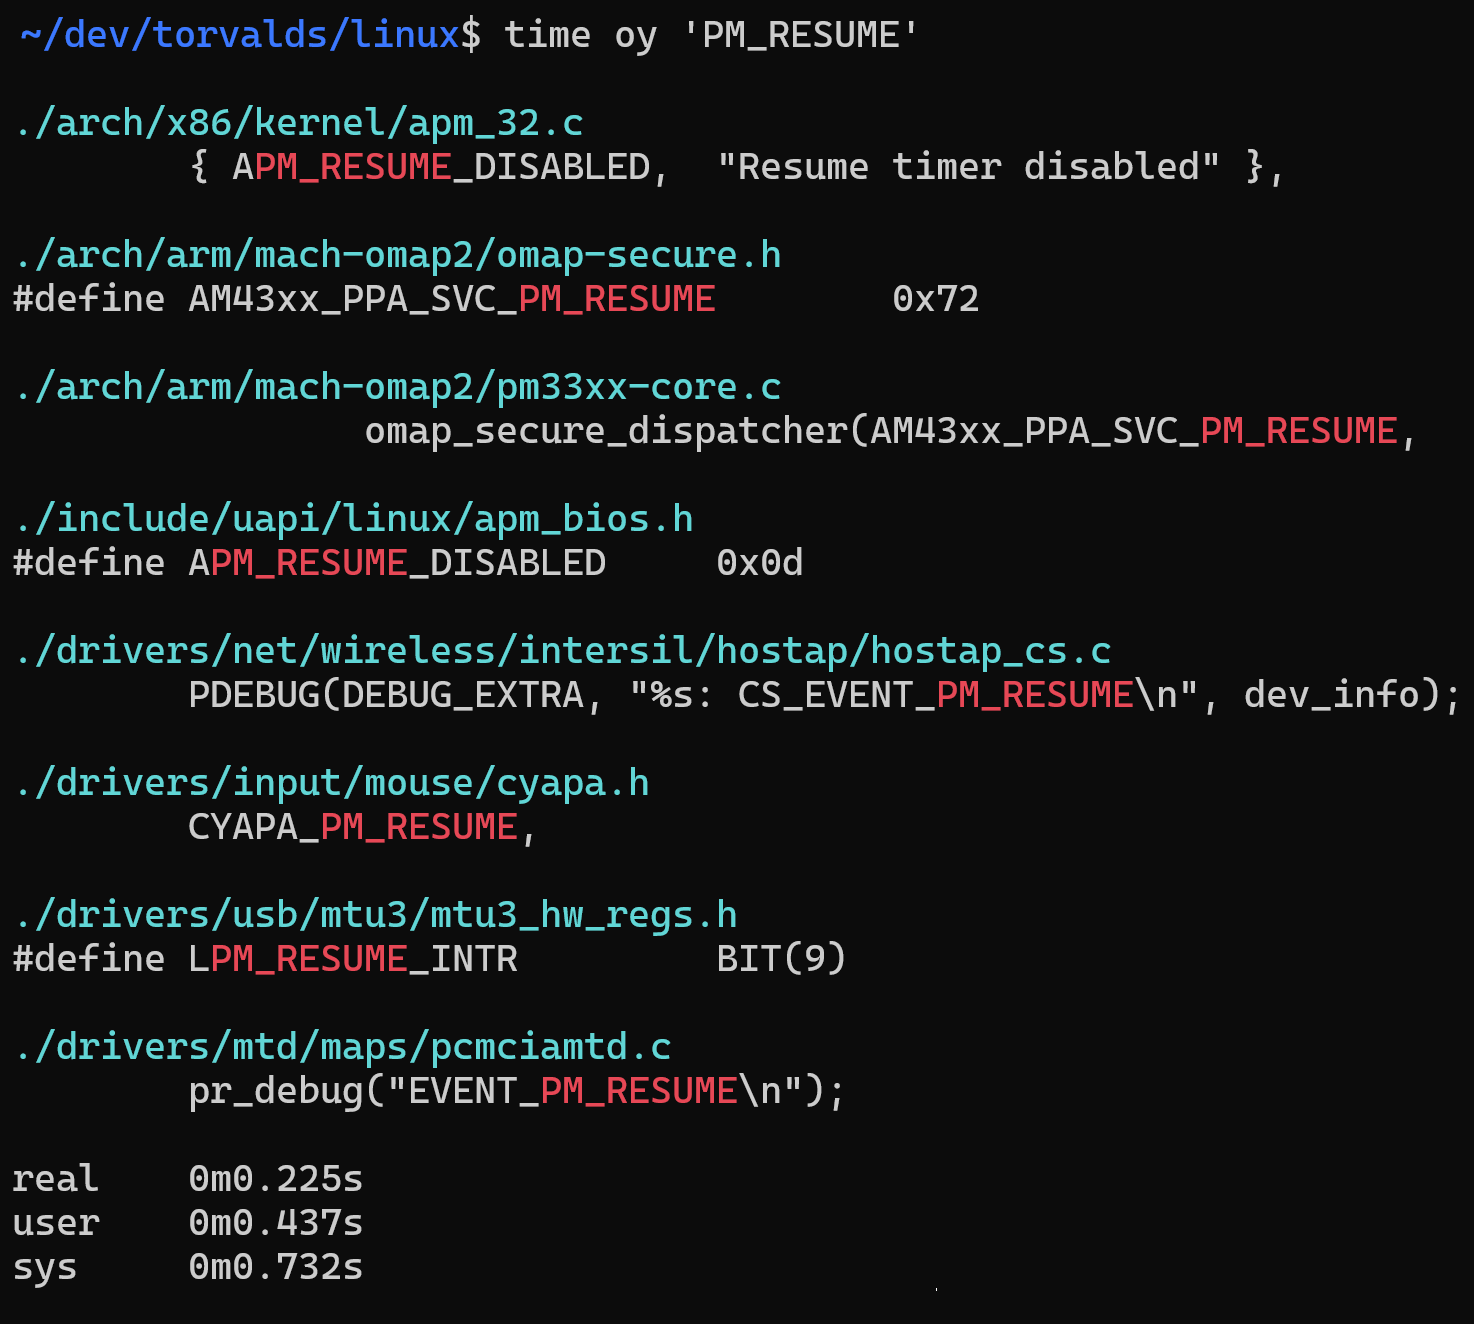 ~/dev/torvalds/linux$ time oy 'PM_RESUME'
./arch/x86/kernel/apm_32.c
        { APM_RESUME_DISABLED,  "Resume timer disabled" },
./arch/arm/mach-omap2/omap-secure.h
#define AM43xx_PPA_SVC_PM_RESUME        0x72
./arch/arm/mach-omap2/pm33xx-core.c
                omap_secure_dispatcher(AM43xx_PPA_SVC_PM_RESUME,
./include/uapi/linux/apm_bios.h
#define APM_RESUME_DISABLED     0x0d
./drivers/net/wireless/intersil/hostap/hostap_cs.c
        PDEBUG(DEBUG_EXTRA, "%s: CS_EVENT_PM_RESUME\n", dev_info);
./drivers/input/mouse/cyapa.h
        CYAPA_PM_RESUME,
./drivers/usb/mtu3/mtu3_hw_regs.h
#define LPM_RESUME_INTR         BIT(9)
./drivers/mtd/maps/pcmciamtd.c
        pr_debug("EVENT_PM_RESUME\n");
real    0m0.225s
user    0m0.437s
sys     0m0.732s